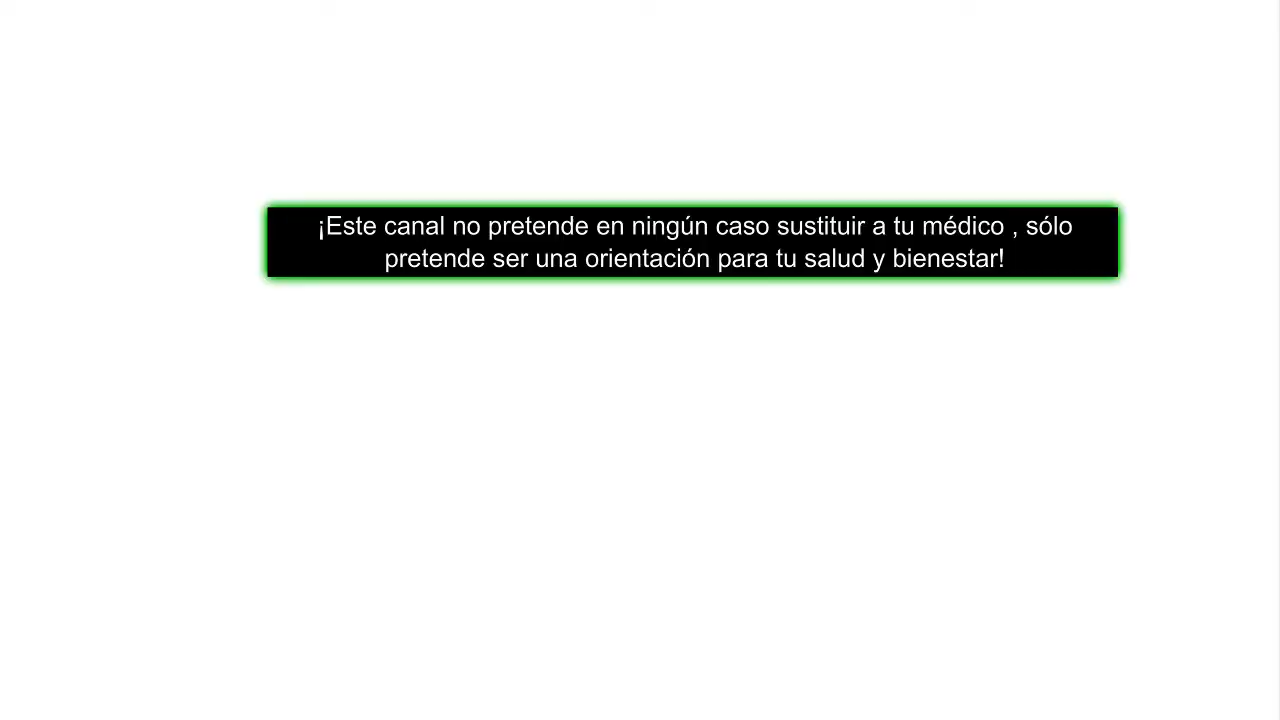 ¡Este canal no pretende en ningún caso sustituir a tu médico , sólo
pretende ser una orientación para tu salud y bienestar!